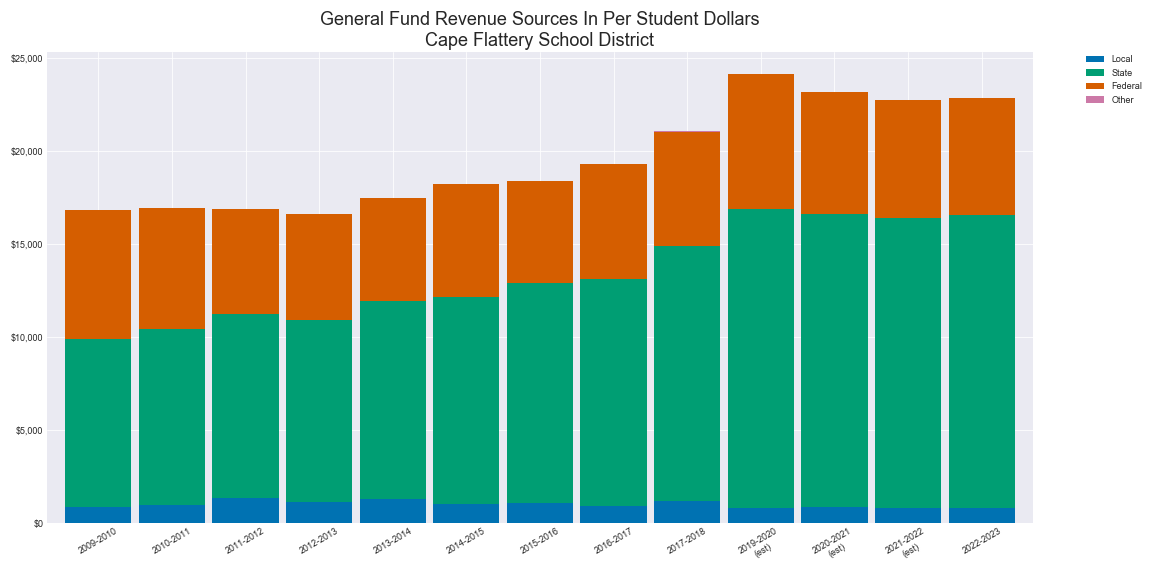 General Fund Revenue Sources In Per Student Dollars
Cape Flattery School District
Local
State
Federal
Other
$25,000
$20,000
$15,000
$10,000
$5,000
$0
2009-2010
2010-2011
2011-2012
2012-2013
2013-2014
2014-2015
2015-2016
2016-2017
2017-2018
2019-2020
(est)
2020-2021
(est)
2021-2022
(est)
2022-2023